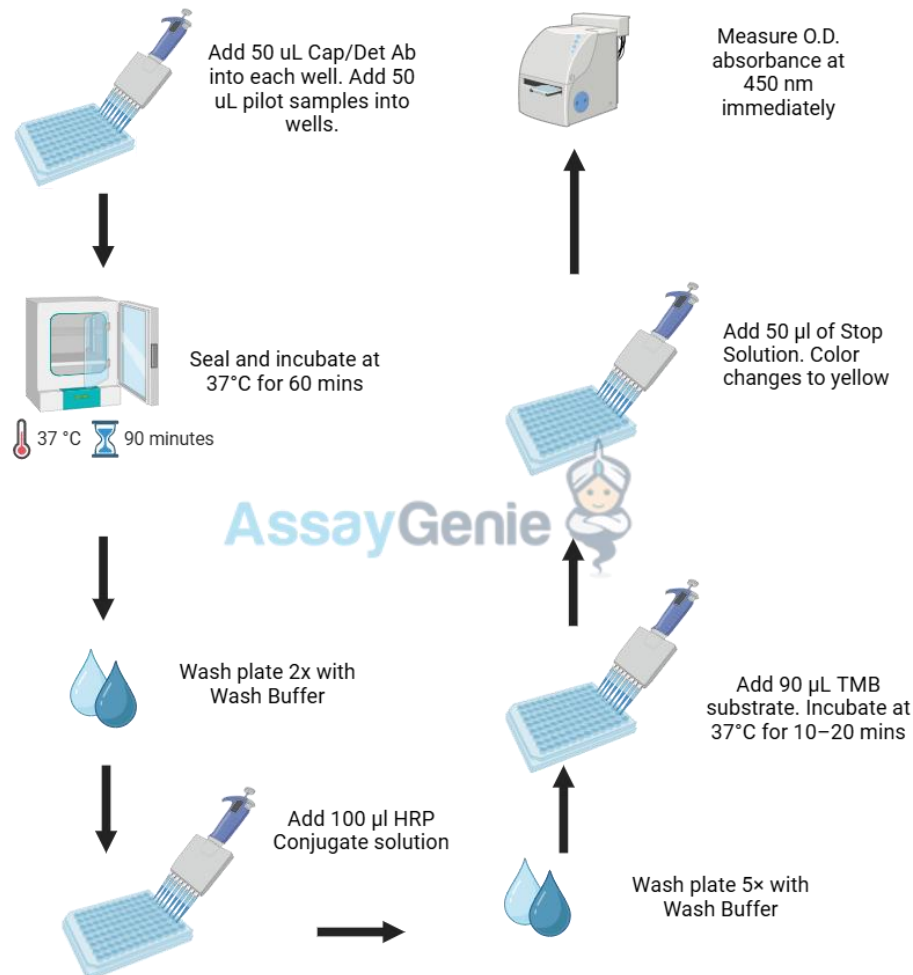 Add 50 uL Cap/Det Ab
into each well. Add 50
uL pilot samples into
wells.
Seal and incubate at
37°C for 60 mins
37 °C
90 minutes
Wash plate 2x with
Wash Buffer
Add 100 µl HRP
Conjugate solution
Wash plate 5× with
Wash Buffer
Add 90 µL TMB
substrate. Incubate at
37°C for 10–20 mins
Add 50 µl of Stop
Solution. Color
changes to yellow
Measure O.D.
absorbance at
450 nm
immediately
AssayGenie